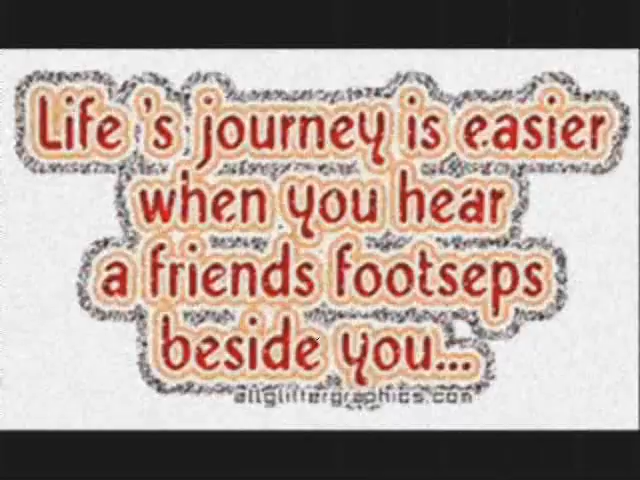 Life 's journey is easier
when you hear
a friends footseps
beside you...
allglittergraphics.com